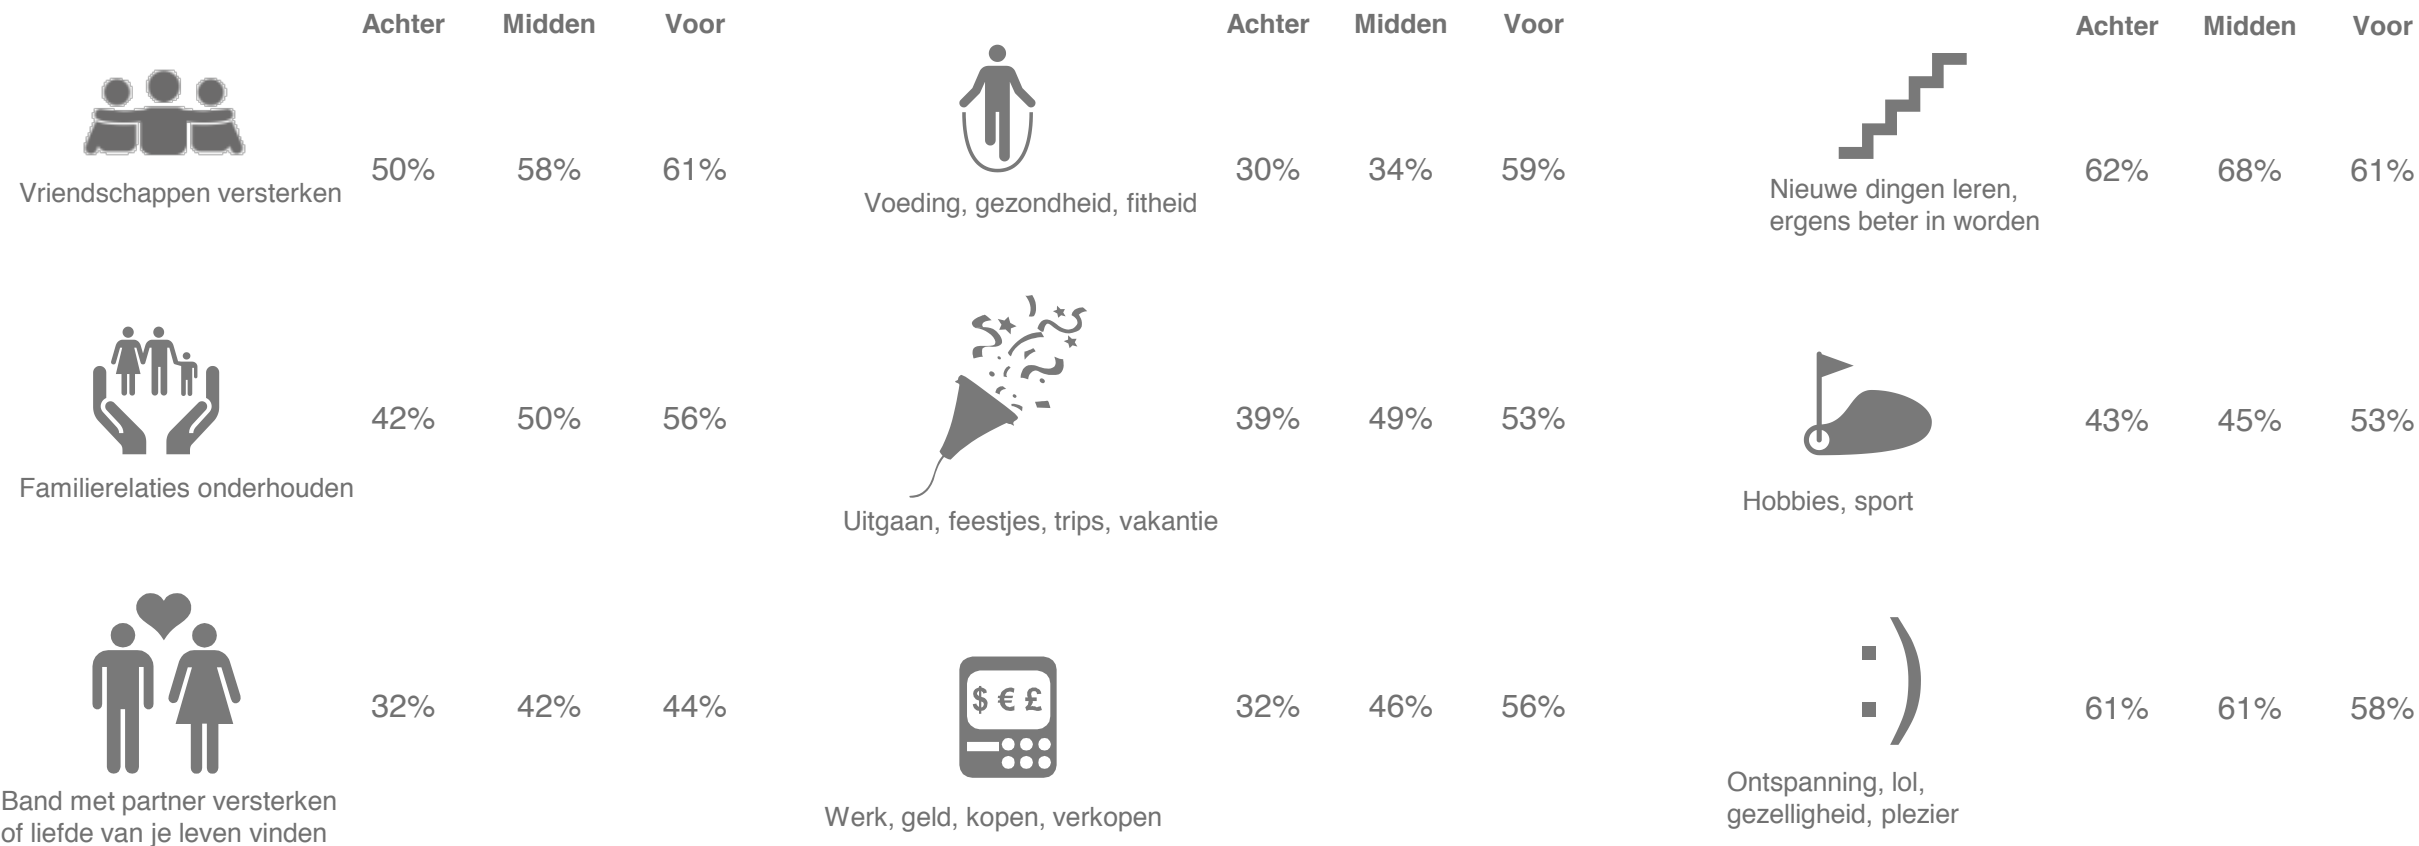 Achter Midden Voor
Achter Midden Voor
Achter Midden Voor
50% 58% 61%
Vriendschappen versterken
30% 34% 59%
Voeding, gezondheid, fitheid
62% 68% 61%
Nieuwe dingen leren,
ergens beter in worden
42% 50% 56%
Familierelaties onderhouden
39% 49% 53%
Uitgaan, feestjes, trips, vakantie
43% 45% 53%
Hobbies, sport
32% 42% 44%
Band met partner versterken
of liefde van je leven vinden
$ € £
32% 46% 56%
Werk, geld, kopen, verkopen
:)
61% 61% 58%
Ontspanning, lol,
gezelligheid, plezier